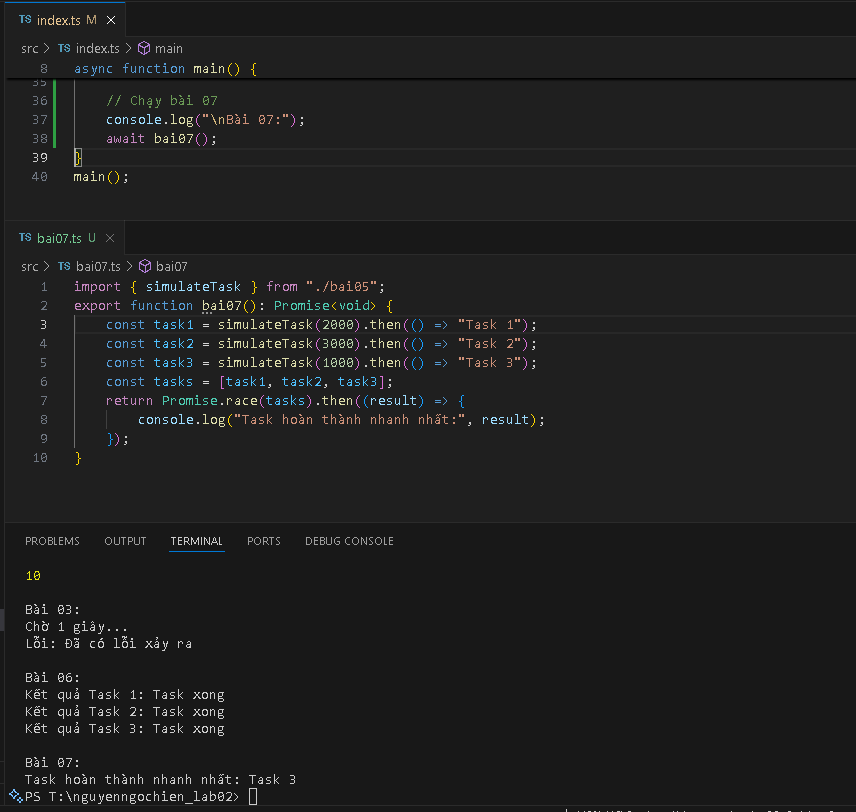 TS index.ts M
src > TS index.ts > main
8 async function main() {
35
36 // Chạy bài 07
37 console.log("\nBài 07:");
38 await bai07();
39 }
40 main();
TS bai07.ts U
src > TS bai07.ts > bai07
1 import { simulateTask } from "./bai05";
2 export function bai07(): Promise<void> {
3 const task1 = simulateTask(2000).then(() => "Task 1");
4 const task2 = simulateTask(3000).then(() => "Task 2");
5 const task3 = simulateTask(1000).then(() => "Task 3");
6 const tasks = [task1, task2, task3];
7 return Promise.race(tasks).then((result) => {
8 console.log("Task hoàn thành nhanh nhất:", result);
9 });
10 }
PROBLEMS OUTPUT TERMINAL PORTS DEBUG CONSOLE
10
Bài 03:
Chờ 1 giây...
Lỗi: Đã có lỗi xảy ra
Bài 06:
Kết quả Task 1: Task xong
Kết quả Task 2: Task xong
Kết quả Task 3: Task xong
Bài 07:
Task hoàn thành nhanh nhất: Task 3
PS T:\nguyenngochien_lab02>